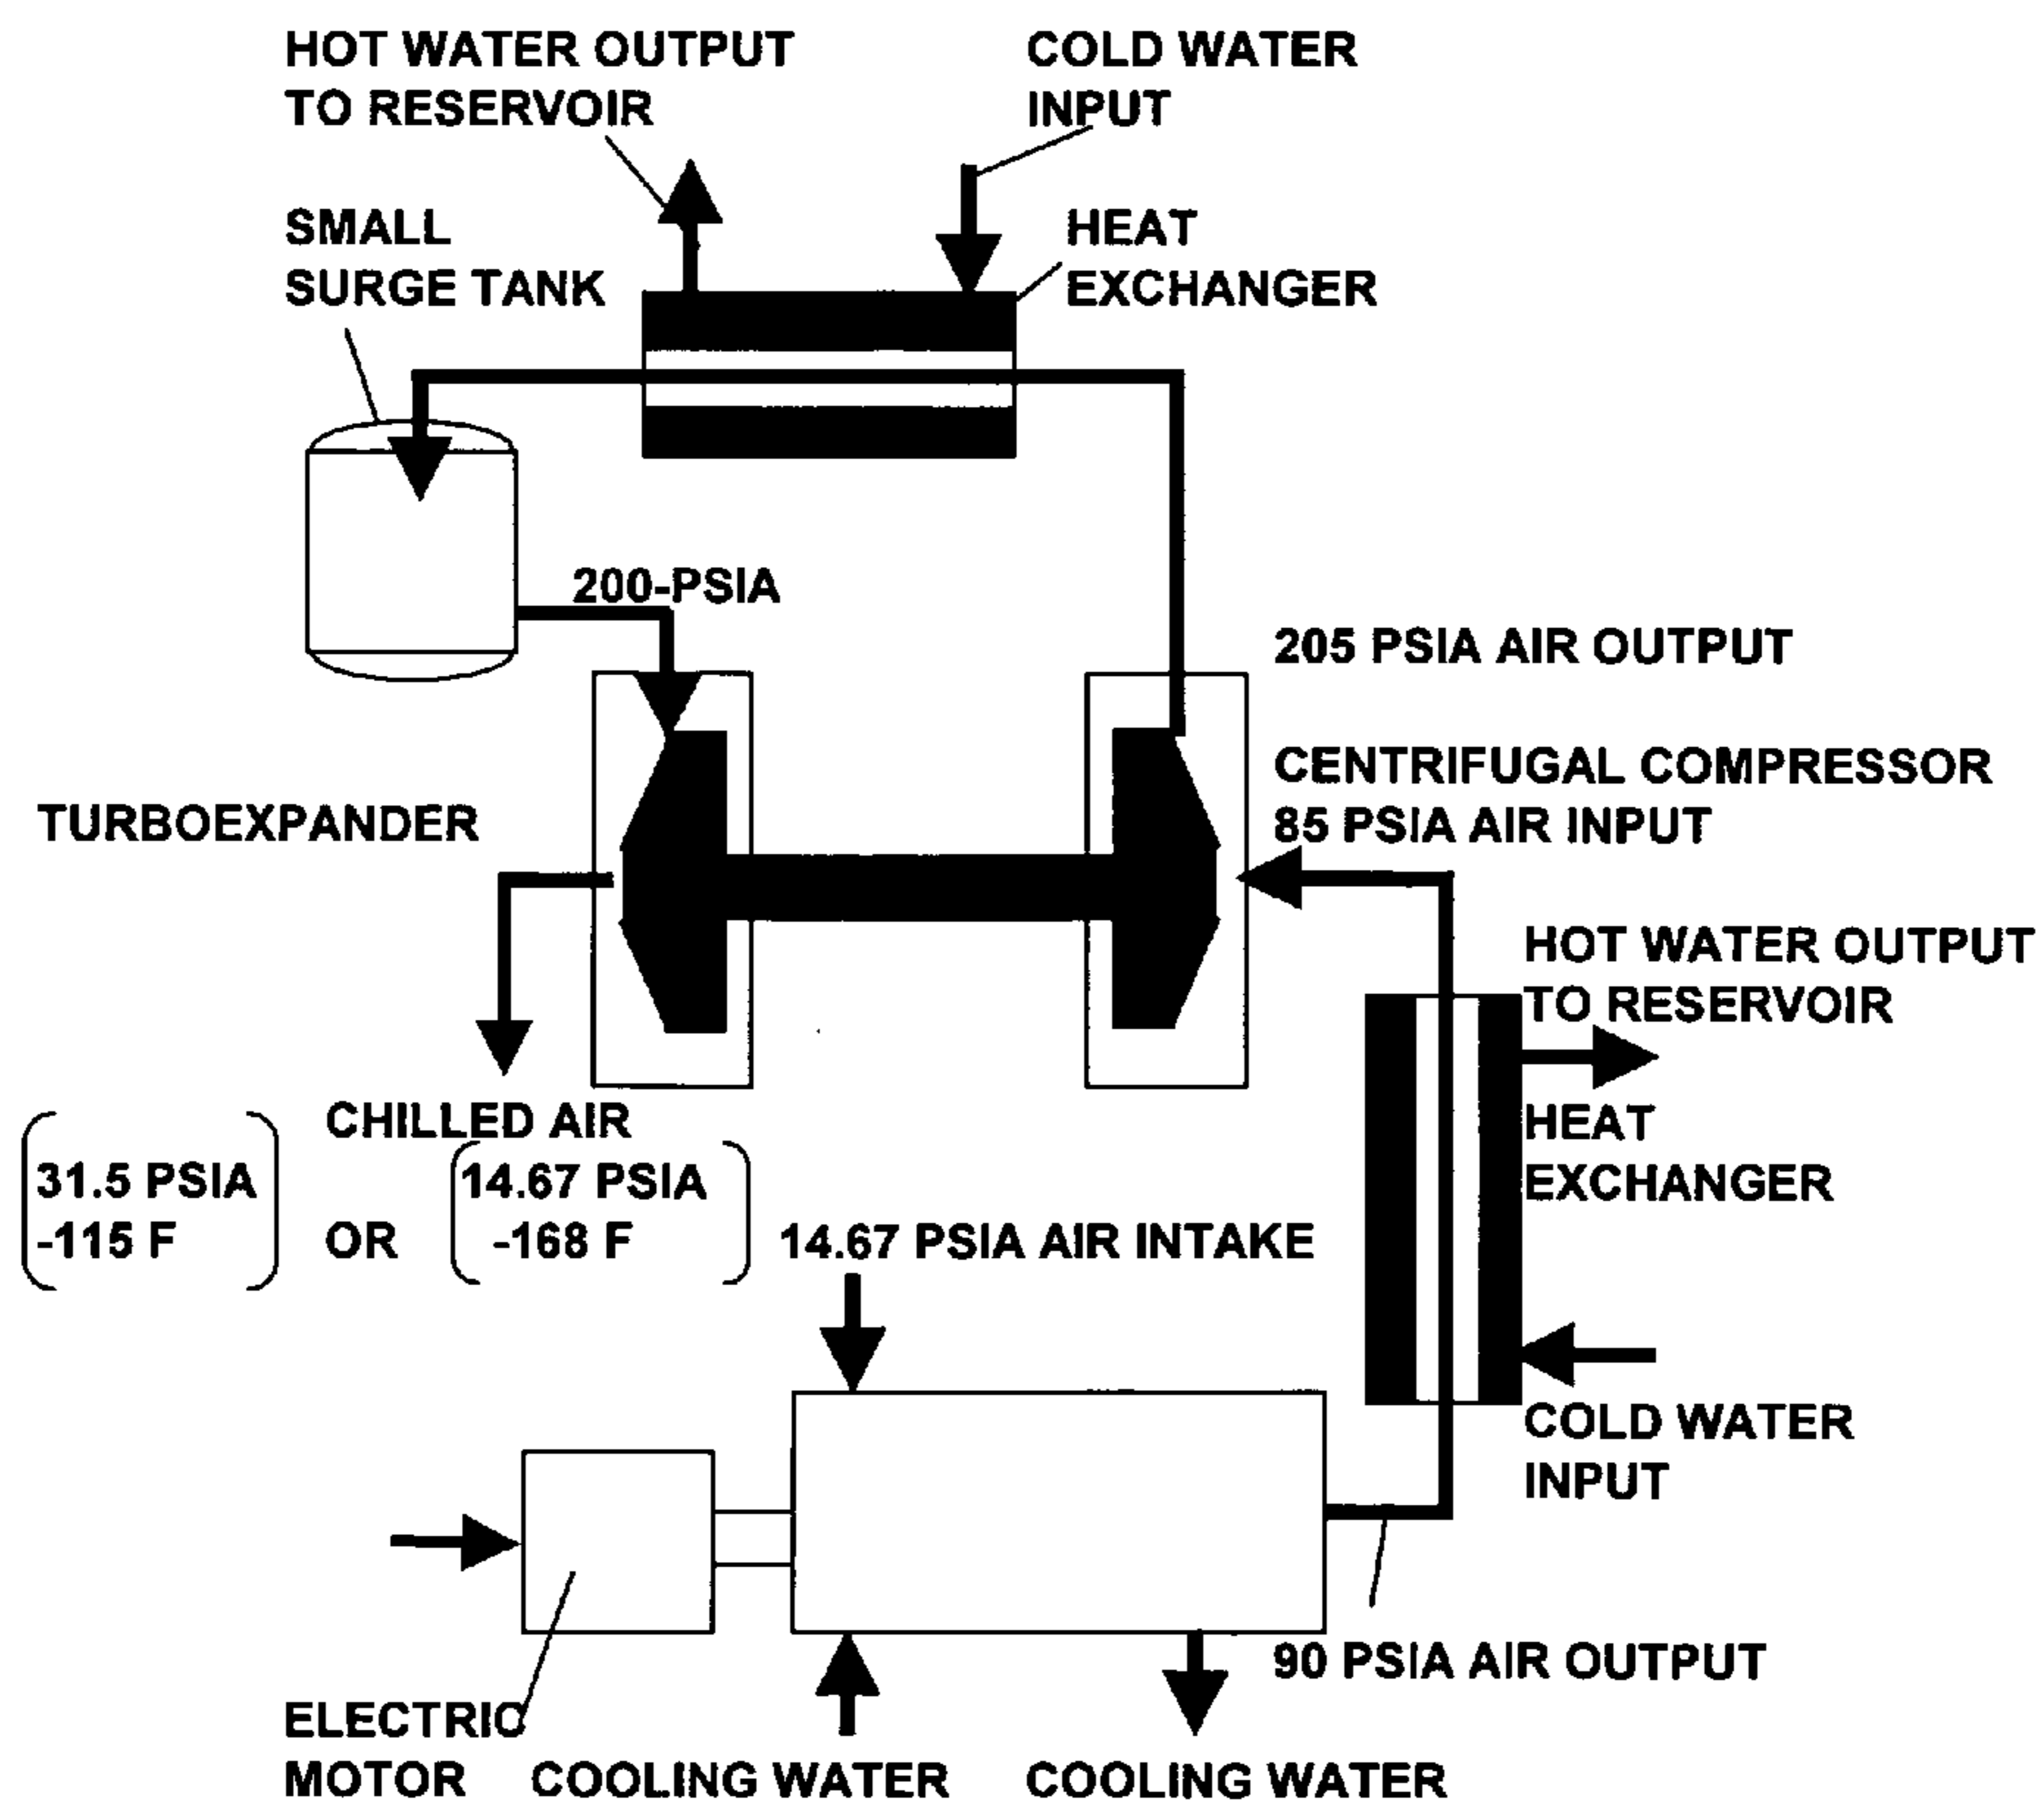 HOT WATER OUTPUT
TO RESERVOIR
COLD WATER
INPUT
SMALL
SURGE TANK
HEAT
EXCHANGER
200-PSIA
205 PSIA AIR OUTPUT
CENTRIFUGAL COMPRESSOR
85 PSIA AIR INPUT
TURBOEXPANDER
HOT WATER OUTPUT
TO RESERVOIR
HEAT
EXCHANGER
CHILLED AIR
31.5 PSIA
-115 F
OR
14.67 PSIA
-168 F
14.67 PSIA AIR INTAKE
COLD WATER
INPUT
90 PSIA AIR OUTPUT
ELECTRIC
MOTOR
COOLING WATER
COOLING WATER